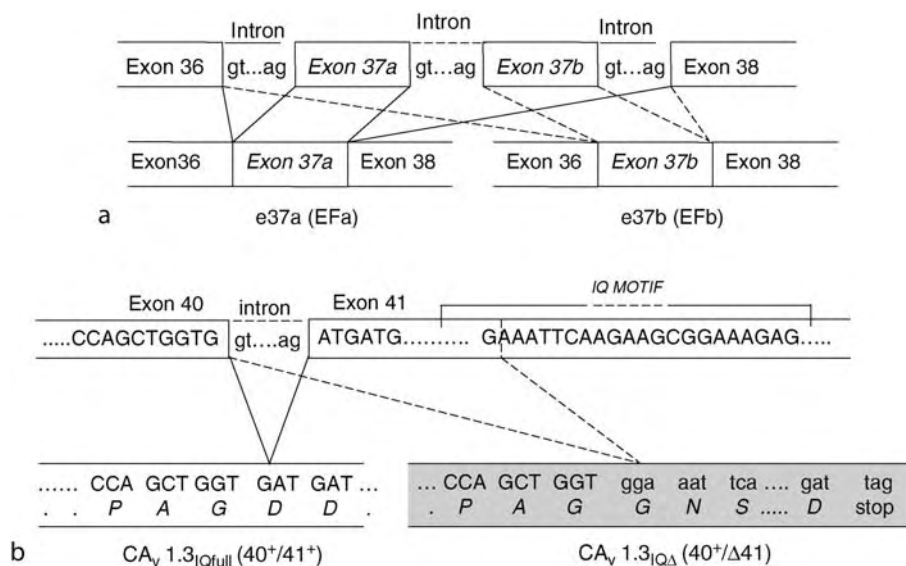 Intron Intron
Exon 36 gt...ag Exon 37a gt...ag Exon 37b gt...ag Exon 38
Exon36 Exon 37a Exon 38 Exon 36 Exon 37b Exon 38
a e37a (EFa) e37b (EFb)
IQ MOTIF
Exon 40 intron Exon 41
.....CCAGCTGGTG gt....ag ATGATG.......... GAAATTCAAGAAGCGGAAAGAG.....
...... CCA GCT GGT GAT GAT ... ... CCA GCT GGT gga aat tca .... gat tag
. . P A G D D . . P A G G N S ..... D stop
b CAv 1.3IQfull (40+/41+) CAv 1.3IQΔ (40+/Δ41)